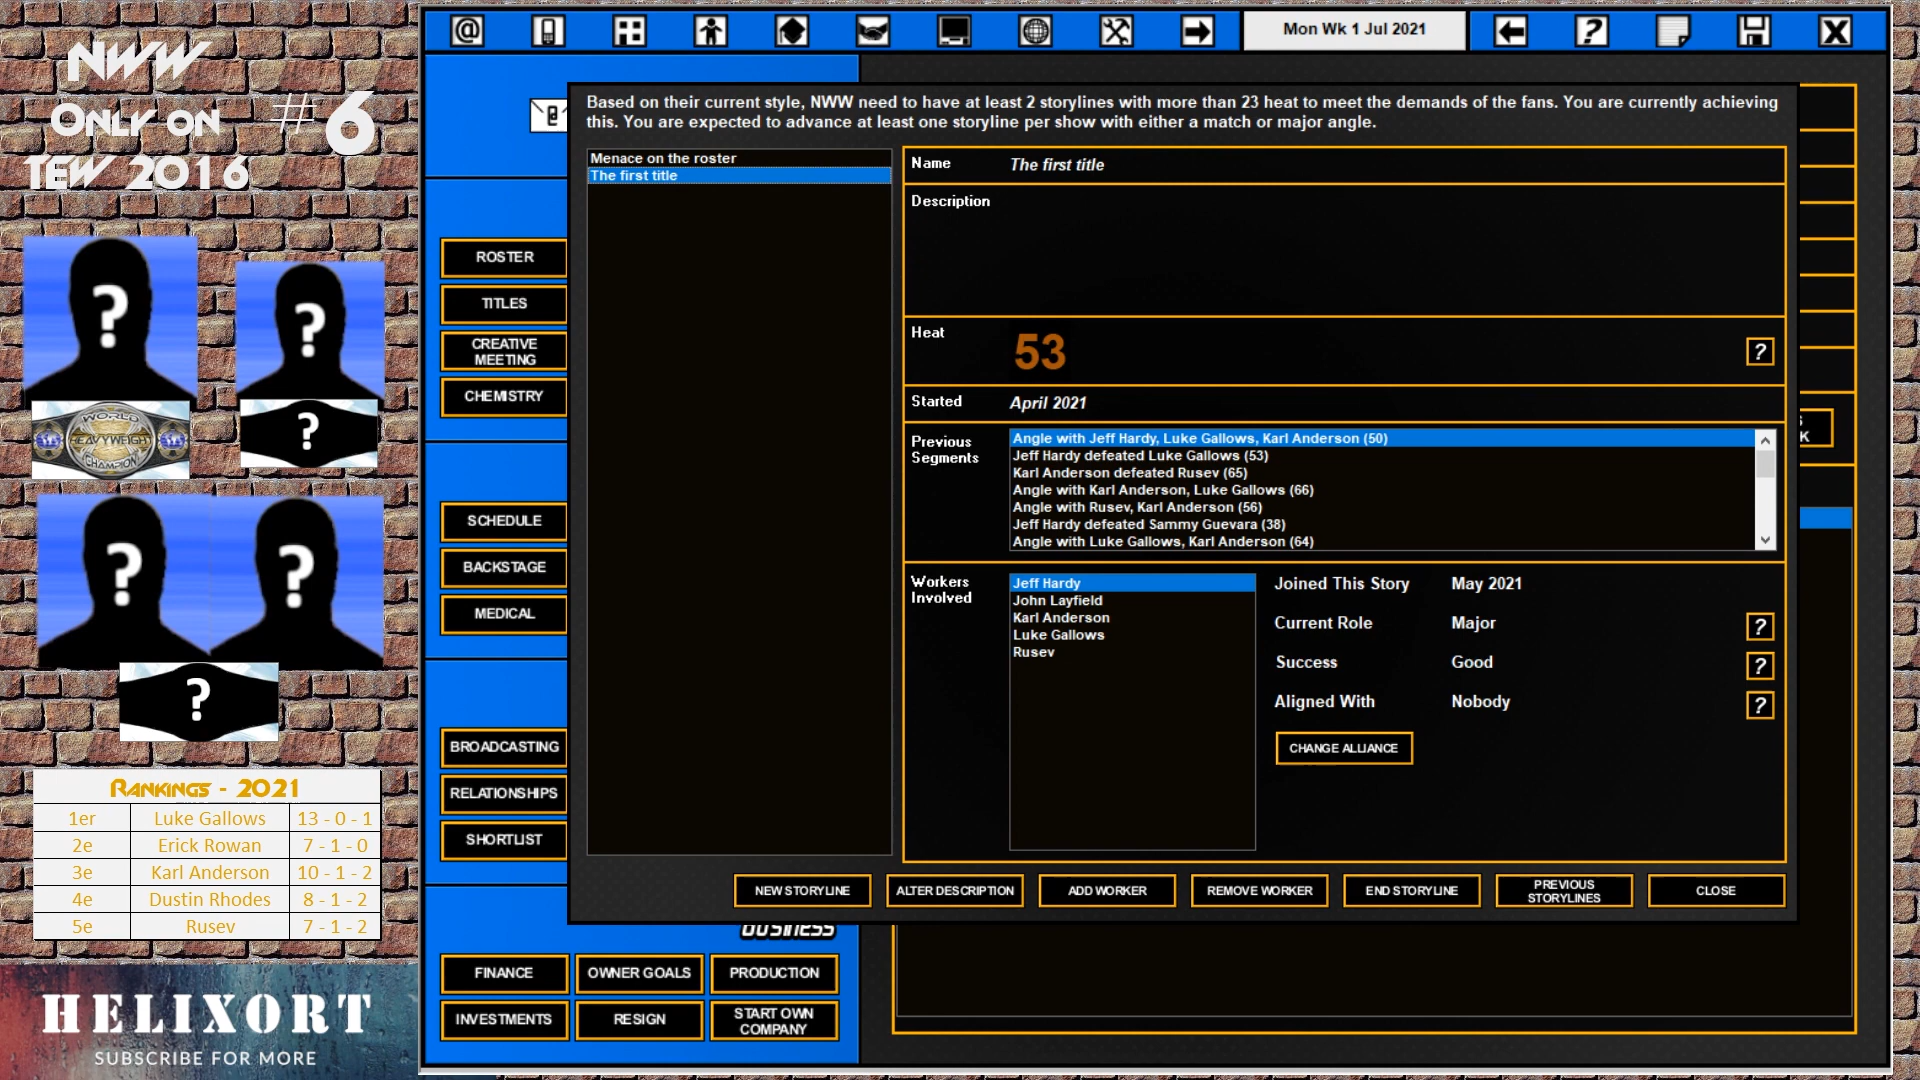 NWW
ONLY ON
TEW 2016
#6
?
?
WORLD
HEAVYWEIGHT
CHAMPION
?
?
?
?
RANKINGS - 2021
1er Luke Gallows 13 - 0 - 1
2e Erick Rowan 7 - 1 - 0
3e Karl Anderson 10 - 1 - 2
4e Dustin Rhodes 8 - 1 - 2
5e Rusev 7 - 1 - 2
HELIXORT
SUBSCRIBE FOR MORE
@
Mon Wk 1 Jul 2021
?
X
ROSTER
TITLES
CREATIVE
MEETING
CHEMISTRY
SCHEDULE
BACKSTAGE
MEDICAL
BROADCASTING
RELATIONSHIPS
SHORTLIST
BUSINESS
FINANCE
OWNER GOALS
PRODUCTION
INVESTMENTS
RESIGN
START OWN
COMPANY
Based on their current style, NWW need to have at least 2 storylines with more than 23 heat to meet the demands of the fans. You are currently achieving
this. You are expected to advance at least one storyline per show with either a match or major angle.
Menace on the roster
The first title
Name The first title
Description
Heat 53 ?
Started April 2021
Previous
Segments
Angle with Jeff Hardy, Luke Gallows, Karl Anderson (50)
Jeff Hardy defeated Luke Gallows (53)
Karl Anderson defeated Rusev (65)
Angle with Karl Anderson, Luke Gallows (66)
Angle with Rusev, Karl Anderson (56)
Jeff Hardy defeated Sammy Guevara (38)
Angle with Luke Gallows, Karl Anderson (64)
Workers
Involved
Jeff Hardy
John Layfield
Karl Anderson
Luke Gallows
Rusev
Joined This Story May 2021
Current Role Major ?
Success Good ?
Aligned With Nobody ?
CHANGE ALLIANCE
NEW STORYLINE
ALTER DESCRIPTION
ADD WORKER
REMOVE WORKER
END STORYLINE
PREVIOUS
STORYLINES
CLOSE